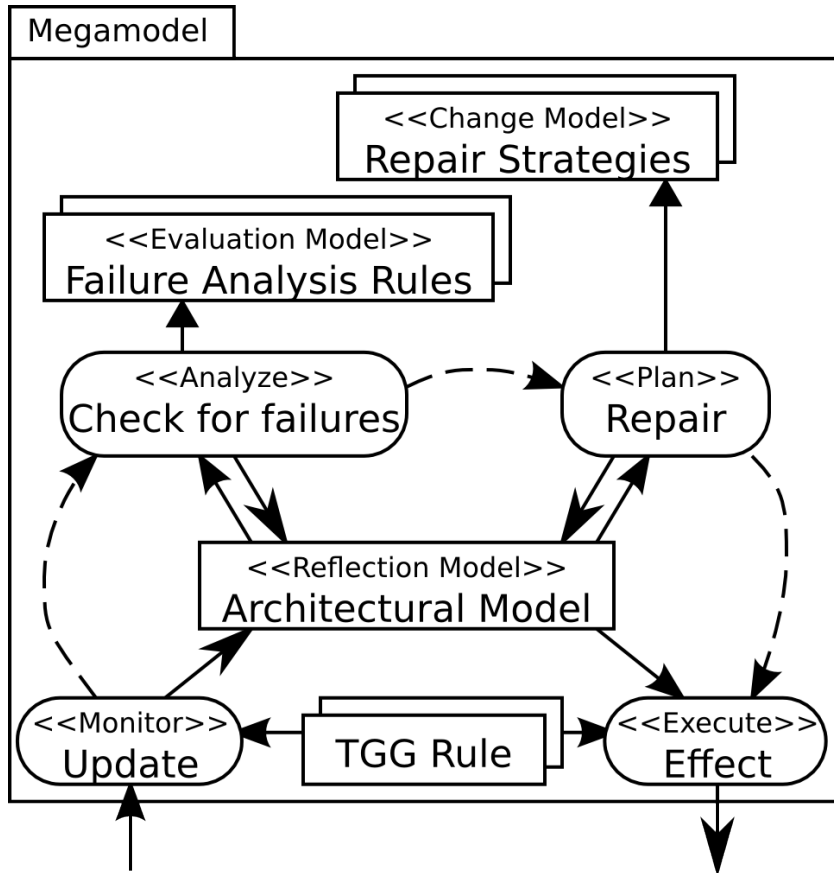 Megamodel
<<Change Model>>
Repair Strategies
<<Evaluation Model>>
Failure Analysis Rules
<<Analyze>>
Check for failures
<<Plan>>
Repair
<<Reflection Model>>
Architectural Model
<<Monitor>>
Update
TGG Rule
<<Execute>>
Effect